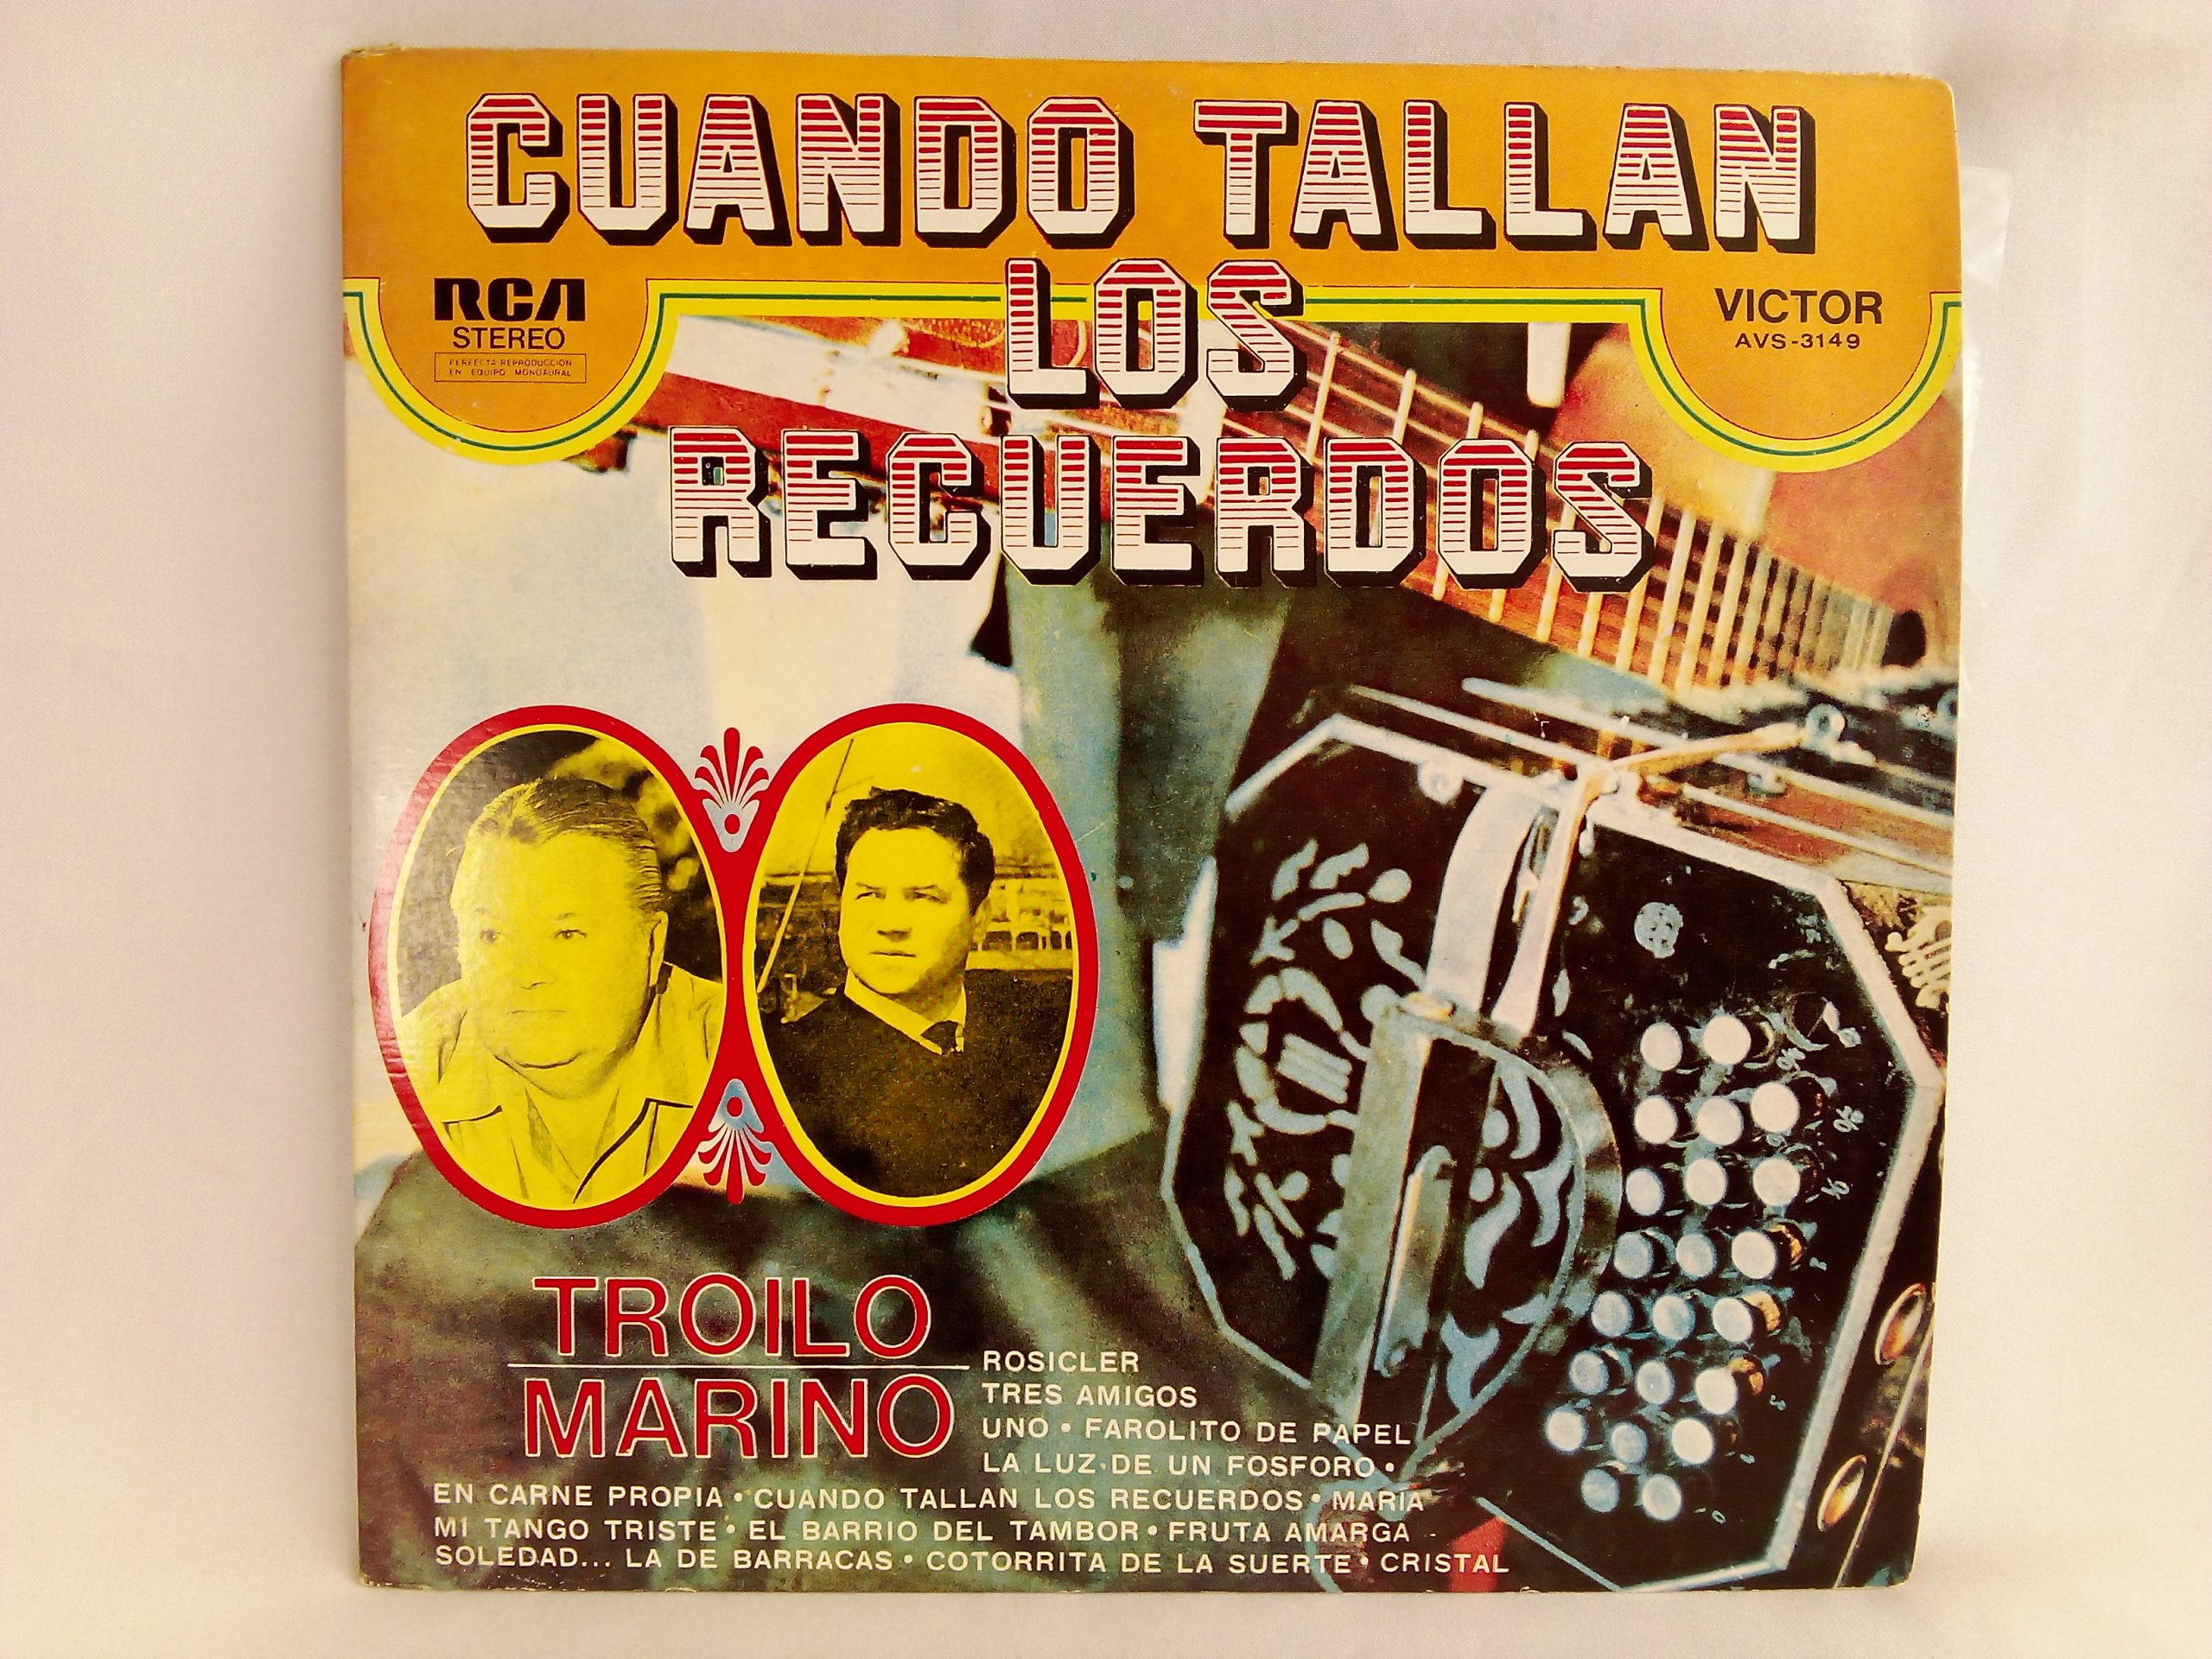 CUANDO TALLAN
LOS
RECUERDOS
RCA
STEREO
PERFECTA REPRODUCCION
EN EQUIPO MONOAURAL
VICTOR
AVS-3149
TROILO
MARINO
ROSICLER
TRES AMIGOS
UNO • FAROLITO DE PAPEL
LA LUZ DE UN FOSFORO •
EN CARNE PROPIA • CUANDO TALLAN LOS RECUERDOS • MARIA
MI TANGO TRISTE • EL BARRIO DEL TAMBOR • FRUTA AMARGA -
SOLEDAD... LA DE BARRACAS • COTORRITA DE LA SUERTE • CRISTAL